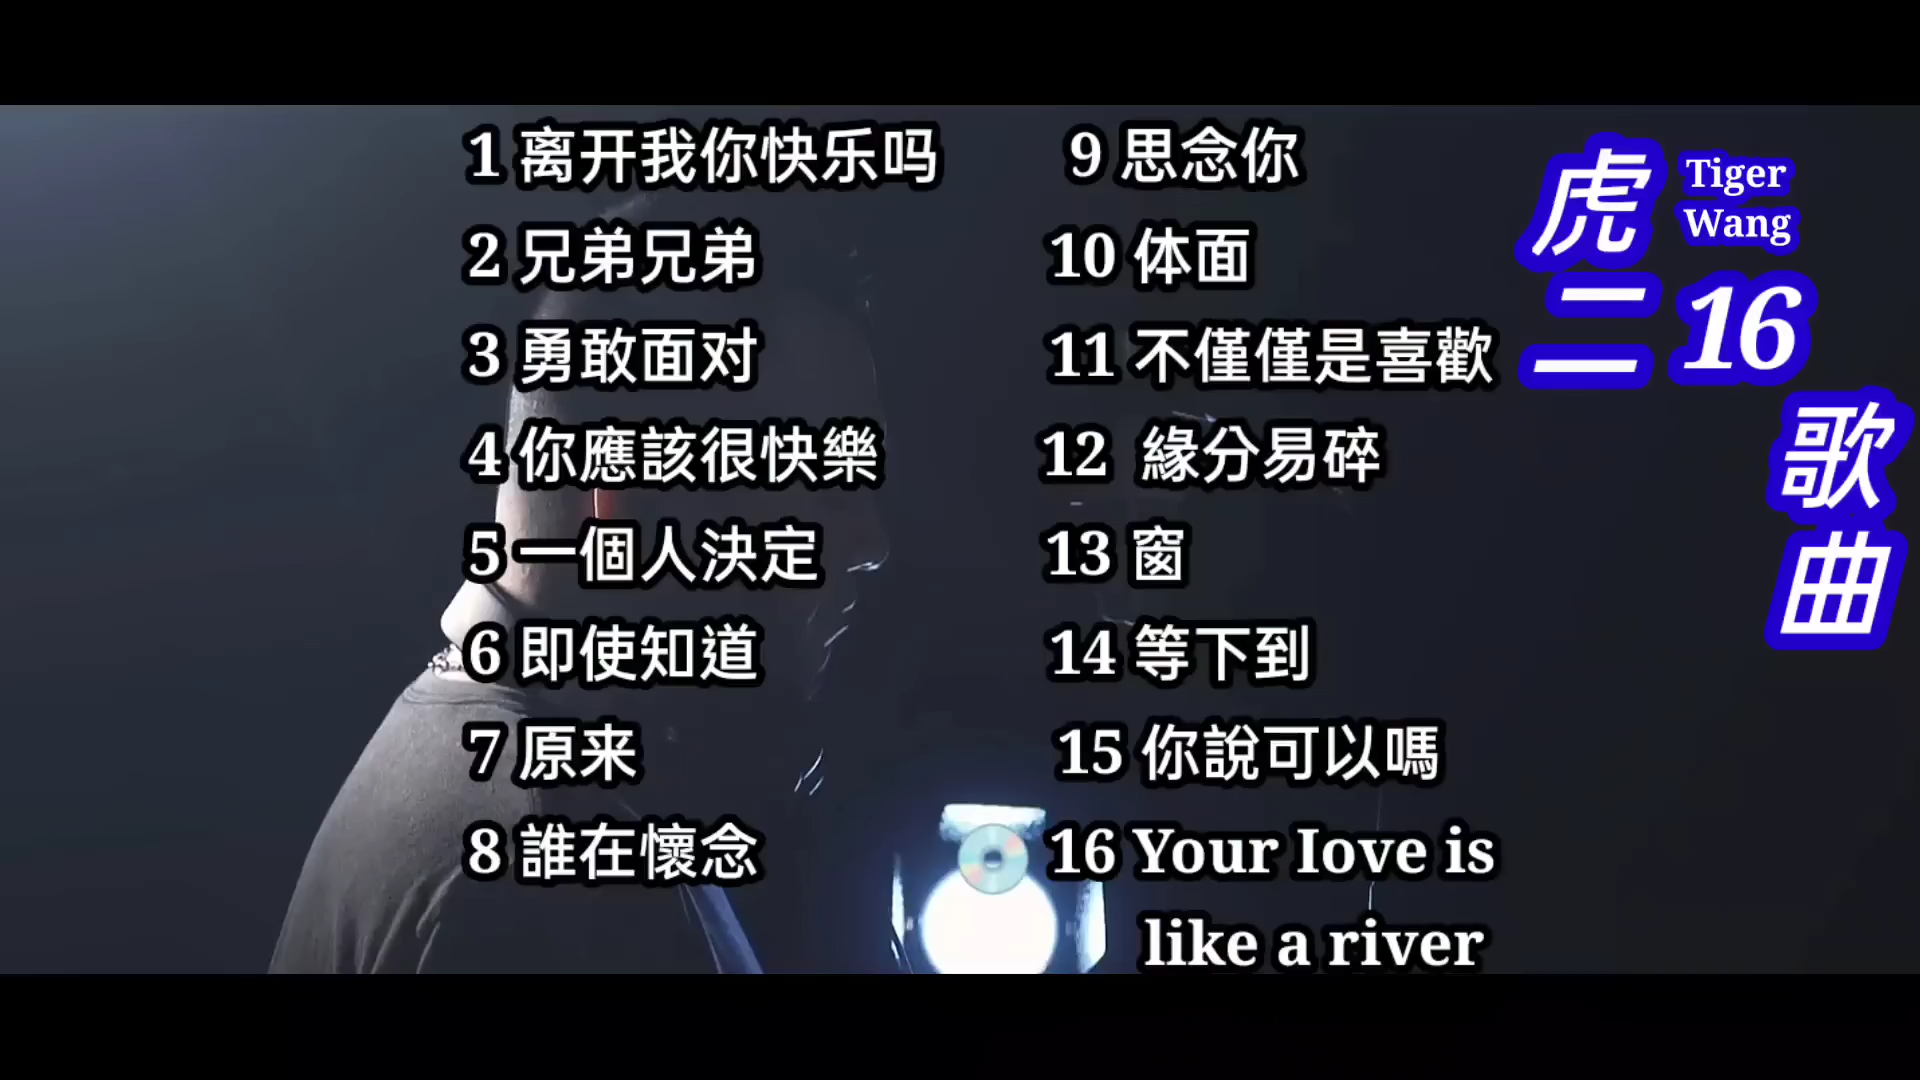 1 离开我你快乐吗
2 兄弟兄弟
3 勇敢面对
4 你應該很快樂
5 一個人決定
6 即使知道
7 原来
8 誰在懷念
9 思念你
10 体面
11 不僅僅是喜歡
12 緣分易碎
13 窗
14 等下到
15 你說可以嗎
16 Your Iove is
like a river
虎二
Tiger
Wang
16
歌曲